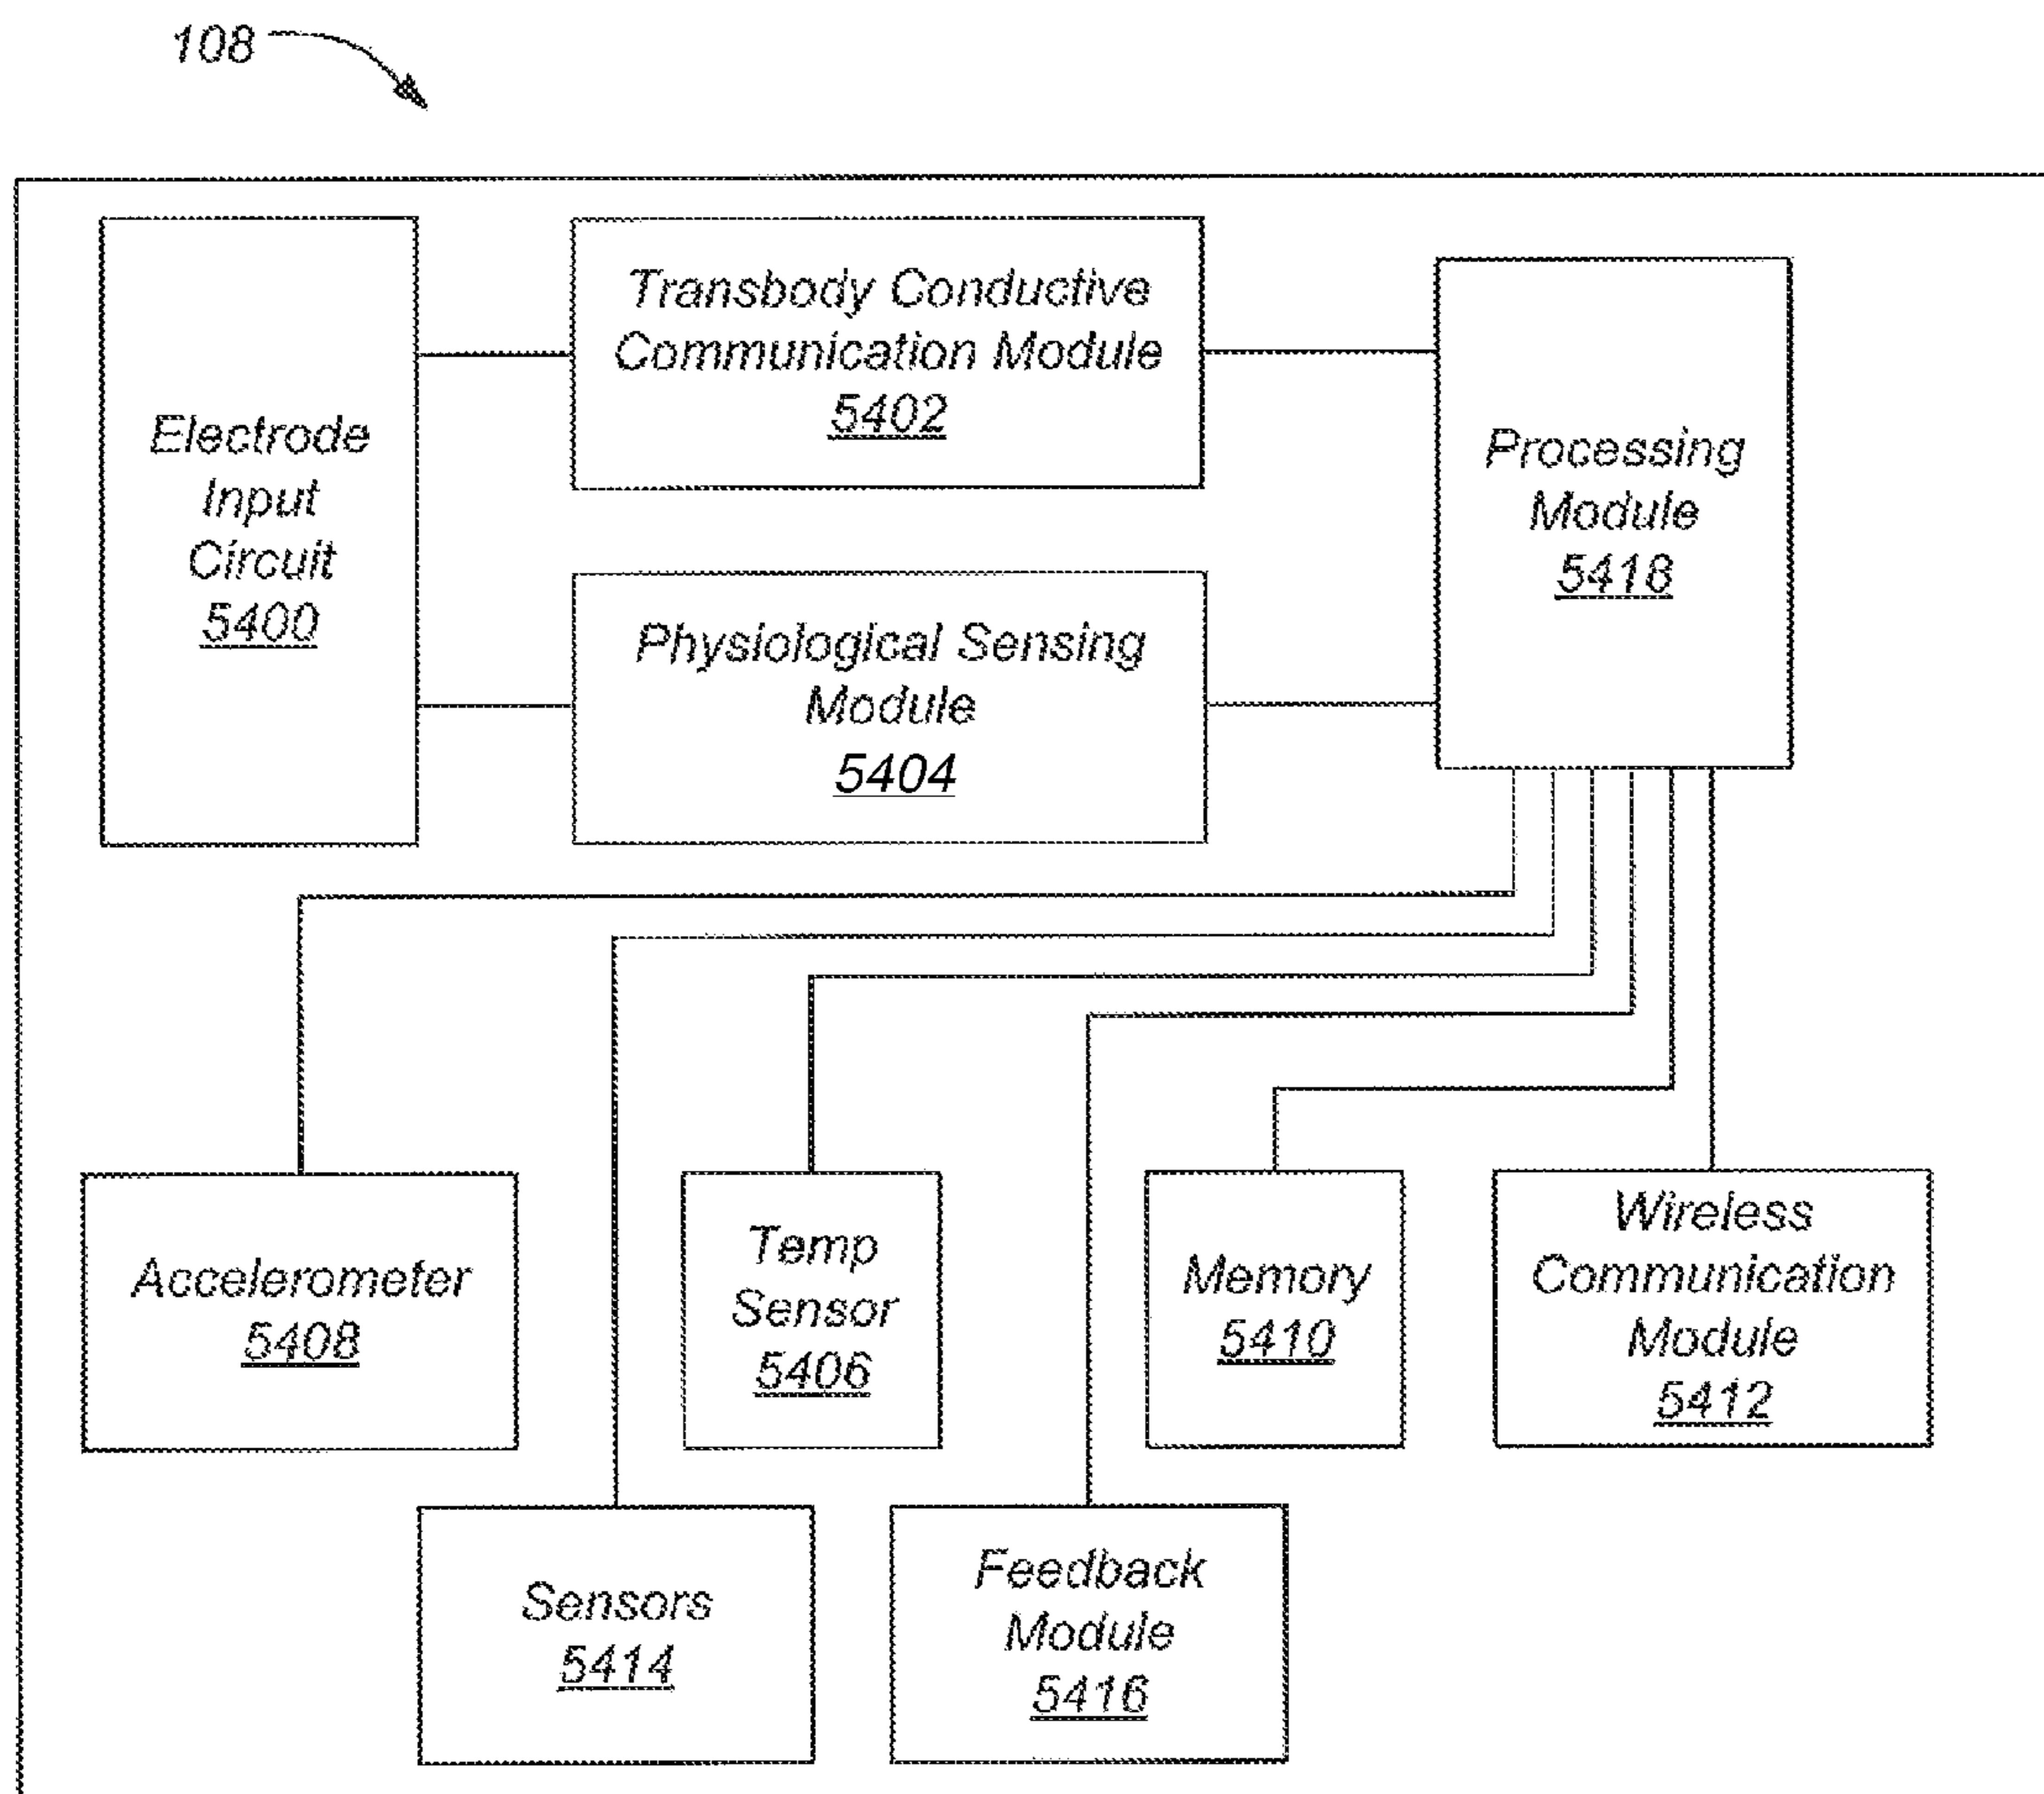 108
Electrode
Input
Circuit
5400
Transbody Conductive
Communication Module
5402
Physiological Sensing
Module
5404
Processing
Module
5418
Accelerometer
5408
Temp
Sensor
5406
Memory
5410
Wireless
Communication
Module
5412
Sensors
5414
Feedback
Module
5416